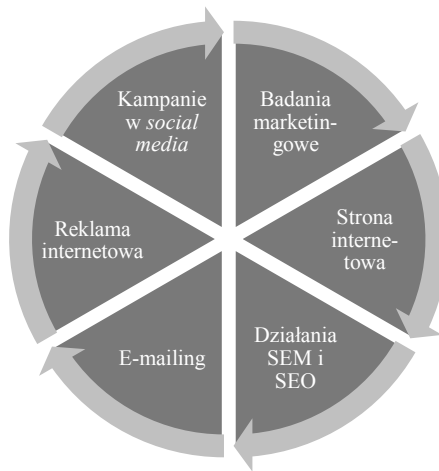 Kampanie
w social
media
Badania
marketin-
gowe
Strona
interne-
towa
Działania
SEM i
SEO
E-mailing
Reklama
internetowa